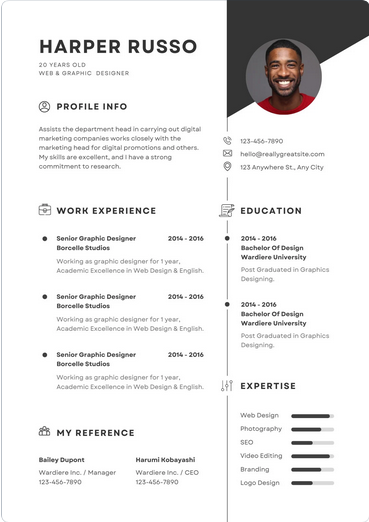 HARPER RUSSO
20 YEARS OLD
WEB & GRAPHIC DESIGNER
PROFILE INFO
Assists the department head in carrying out digital
marketing companies works closely with the
marketing head for digital promotions and others.
My skills are excellent, and I have a strong
commitment to research.
WORK EXPERIENCE
Senior Graphic Designer 2014 - 2016
Borcelle Studios
Working as graphic designer for 1 year,
Academic Excellence in Web Design & English.
Senior Graphic Designer 2014 - 2016
Borcelle Studios
Working as graphic designer for 1 year,
Academic Excellence in Web Design & English.
Senior Graphic Designer 2014 - 2016
Borcelle Studios
Working as graphic designer for 1 year,
Academic Excellence in Web Design & English.
MY REFERENCE
Bailey Dupont
Wardiere Inc. / Manager
123-456-7890
Harumi Kobayashi
Wardiere Inc. / CEO
123-456-7890
123-456-7890
hello@reallygreatsite.com
123 Anywhere St., Any City
EDUCATION
2014 - 2016
Bachelor Of Design
Wardiere University
Post Graduated in Graphics
Designing.
2014 - 2016
Bachelor Of Design
Wardiere University
Post Graduated in Graphics
Designing.
EXPERTISE
Web Design
Photography
SEO
Video Editing
Branding
Logo Design